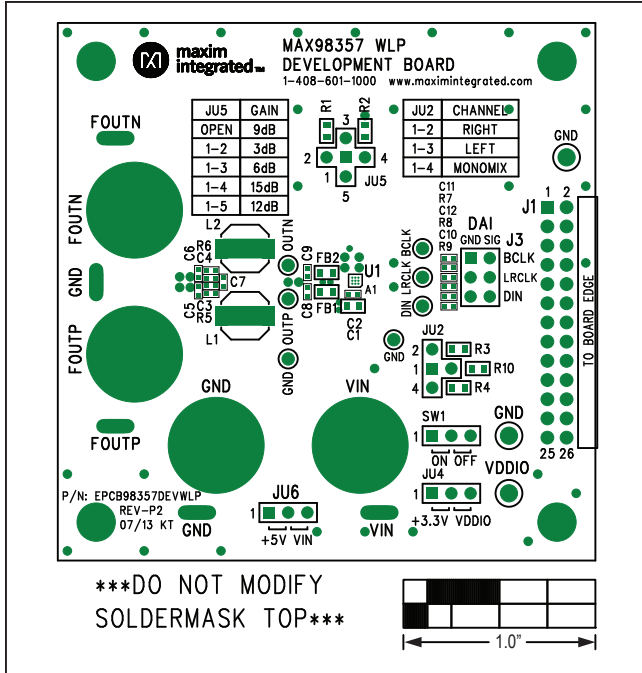 maxim
integrated™
MAX98357 WLP
DEVELOPMENT BOARD
1-408-601-1000 www.maximintegrated.com
JU5 GAIN
OPEN 9dB
1-2 3dB
1-3 6dB
1-4 15dB
1-5 12dB
R1
R2
3
2
4
1
5
JU5
JU2 CHANNEL
1-2 RIGHT
1-3 LEFT
1-4 MONOMIX
FOUTN
FOUTN
GND
FOUTP
FOUTP
GND
L2
R6
C6
C4
C7
C5
C3
R5
L1
OUTN
OUTP
GND
C9
C8
FB2
FB1
U1
A1
C2
C1
C11
R7
C12
R8
C10
R9
BCLK
LRCLK
DIN
DAI
GND SIG
J3
BCLK
LRCLK
DIN
J1
1 2
25 26
TO BOARD EDGE
GND
JU2
2
1
4
R3
R10
R4
GND
VIN
SW1
1
ON OFF
GND
JU4
1
+3.3V VDDIO
VDDIO
P/N: EPCB98357DEVWLP
REV-P2
07/13 KT
GND
JU6
1
+5V VIN
VIN
***DO NOT MODIFY
SOLDERMASK TOP***
1.0"